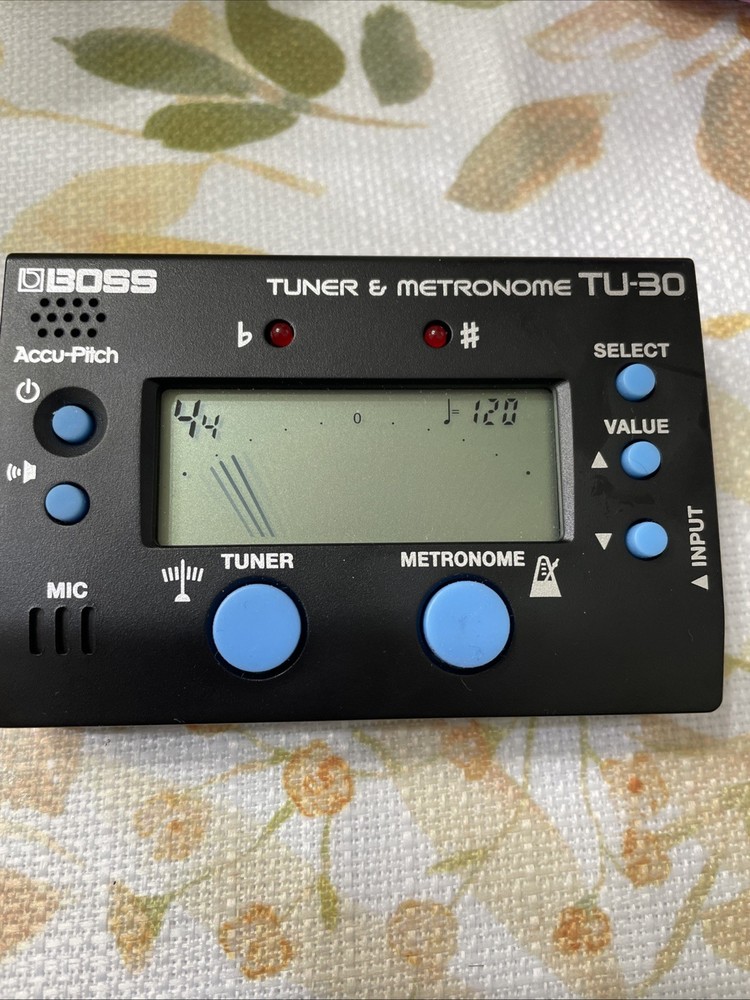 BOSS
TUNER & METRONOME TU-30
♭ ♯
Accu-Pitch
SELECT
VALUE
▲
▼
▲ INPUT
4/4
0
♩= 120
TUNER
METRONOME
MIC